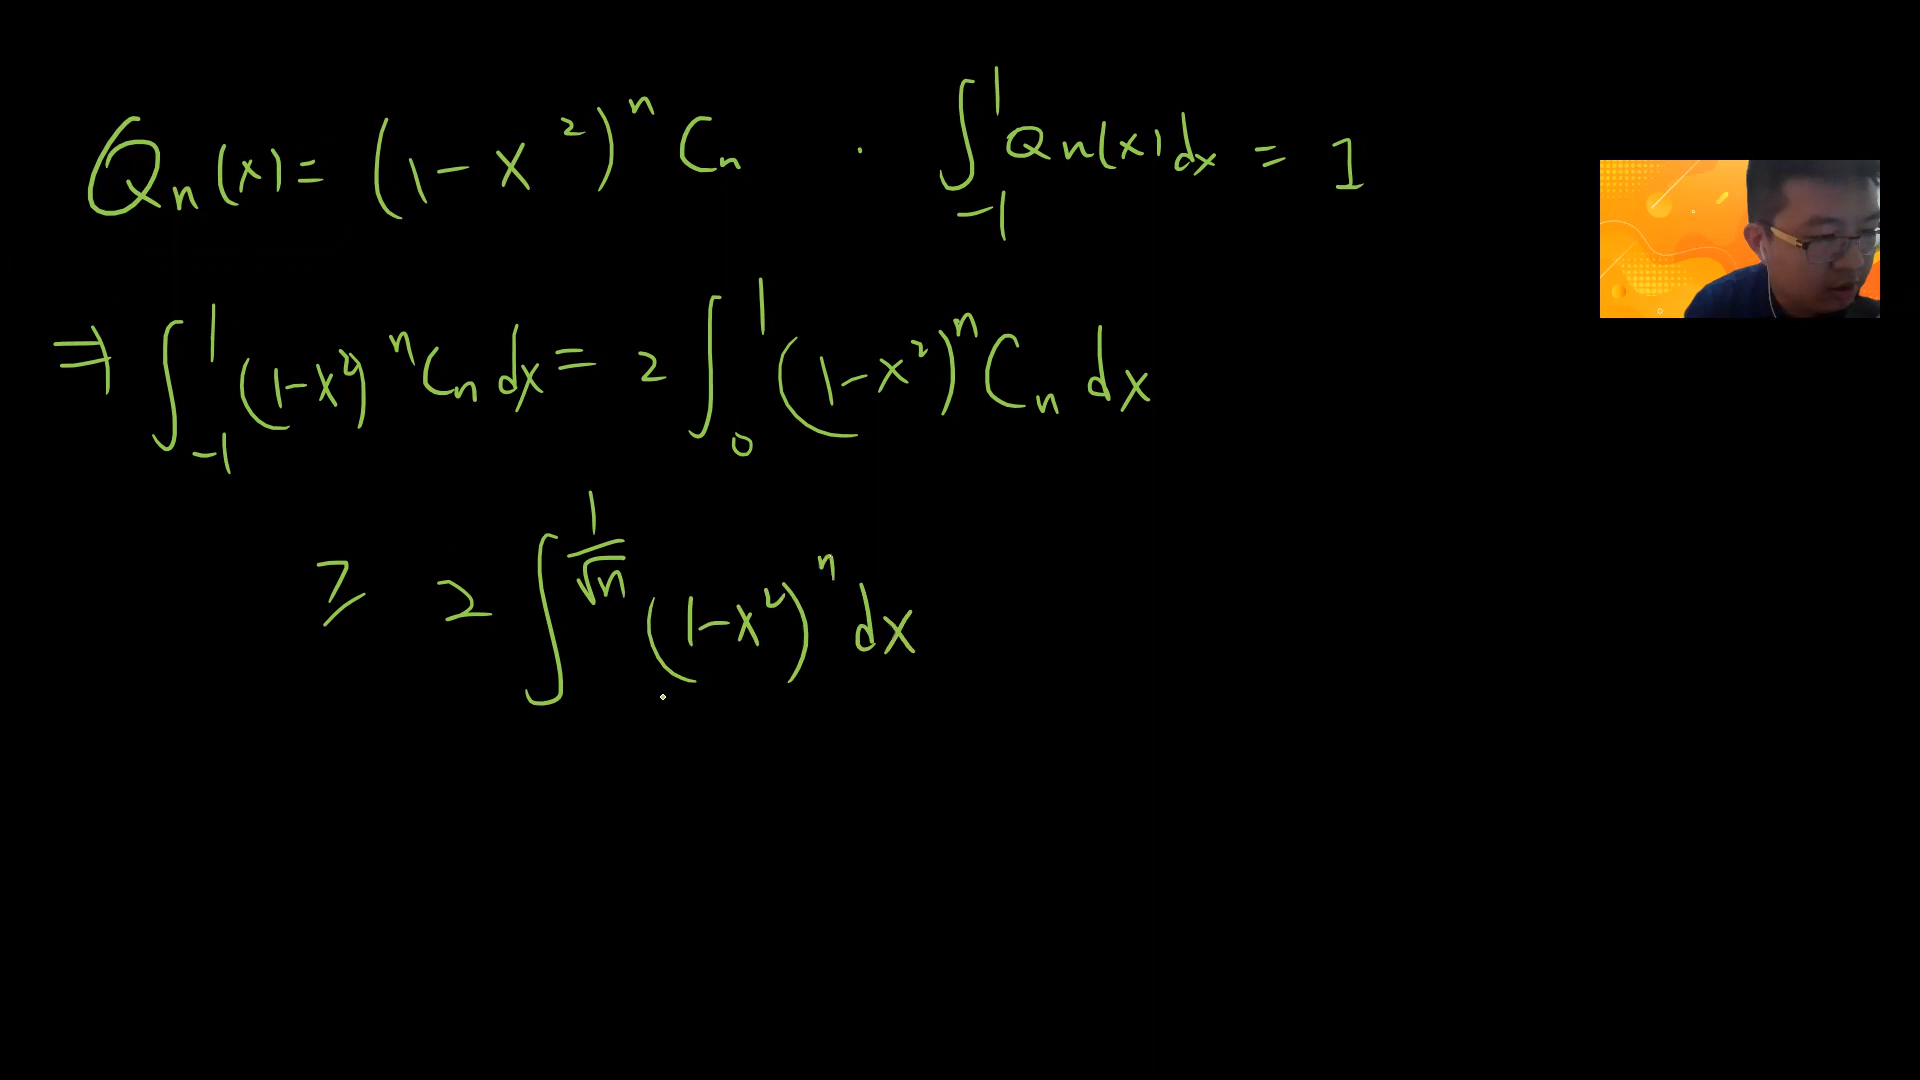 Qn(x) = (1-x²)ⁿ Cn . ∫₋₁¹ Qn(x) dx = 1
⇒ ∫₋₁¹ (1-x²)ⁿ Cn dx = 2 ∫₀¹ (1-x²)ⁿ Cn dx
≥ 2 ∫^(1/√n) (1-x²)ⁿ dx